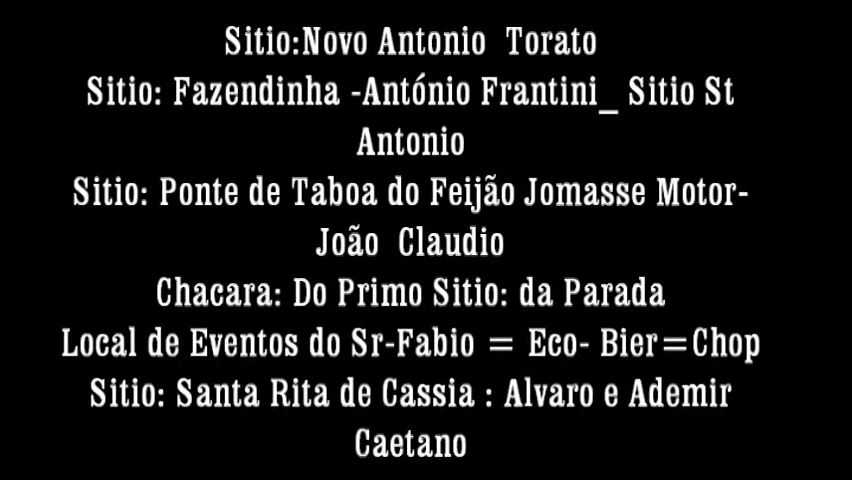 Sitio:Novo Antonio Torato
Sitio: Fazendinha -António Frantini_ Sitio St
Antonio
Sitio: Ponte de Taboa do Feijão Jomasse Motor-
João Claudio
Chacara: Do Primo Sitio: da Parada
Local de Eventos do Sr-Fabio = Eco- Bier=Chop
Sitio: Santa Rita de Cassia : Alvaro e Ademir
Caetano